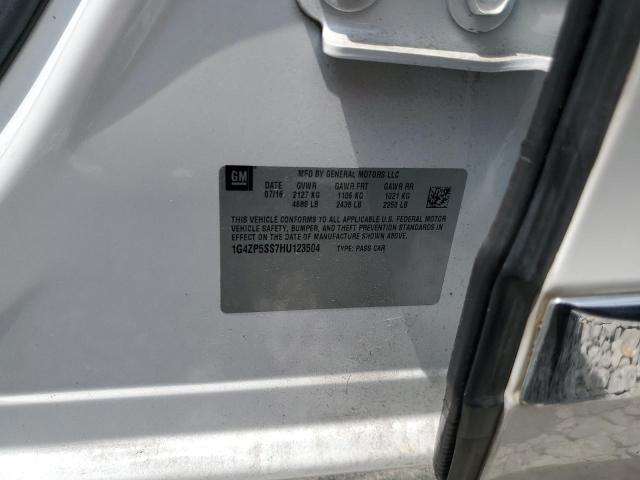 GM MFD BY GENERAL MOTORS LLC
DATE GVWR GAWR FRT GAWR RR
07/16 2127 KG 1106 KG 1021 KG
4688 LB 2438 LB 2250 LB
THIS VEHICLE CONFORMS TO ALL APPLICABLE U.S. FEDERAL MOTOR
VEHICLE SAFETY, BUMPER, AND THEFT PREVENTION STANDARDS
IN EFFECT ON THE DATE OF MANUFACTURE SHOWN ABOVE.
1G4ZP5SS7HU123504 TYPE: PASS CAR